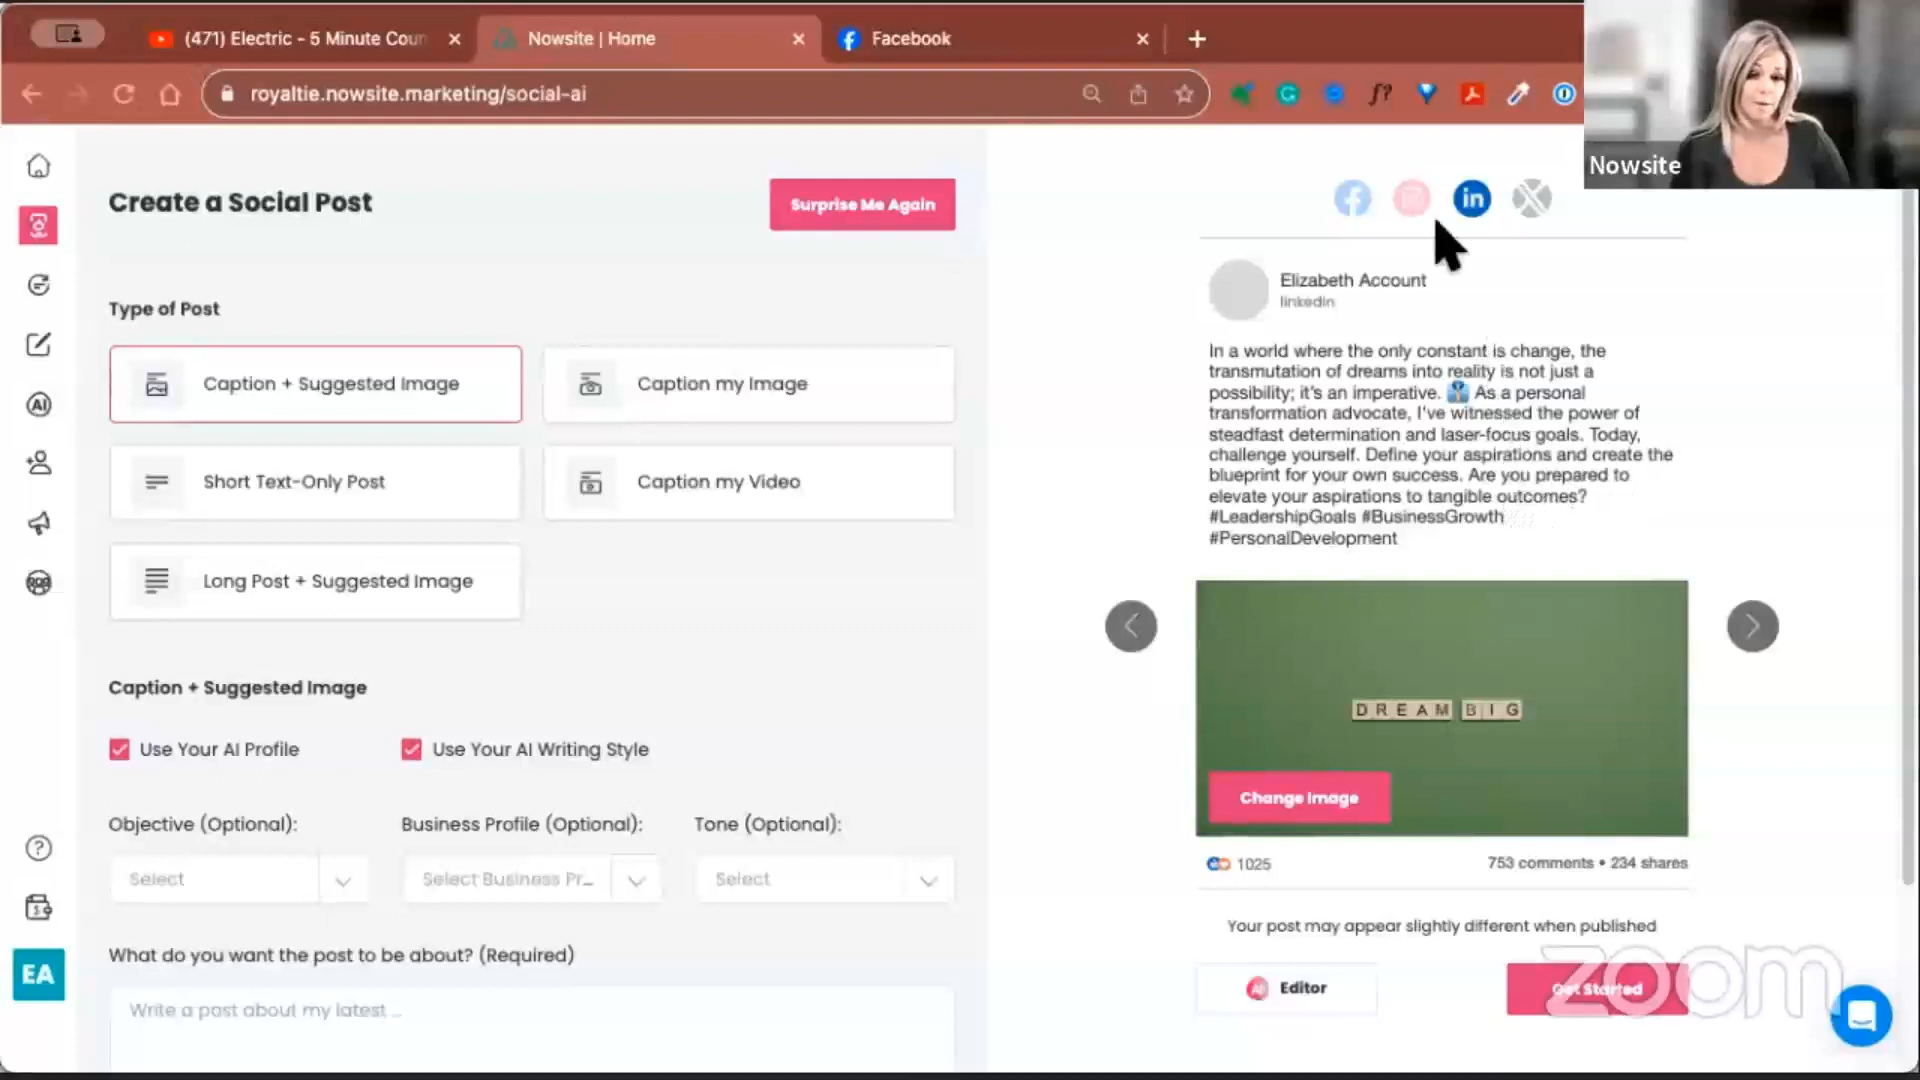 (471) Electric - 5 Minute Coun
Nowsite | Home
Facebook
royaltie.nowsite.marketing/social-ai
f?
Nowsite
Create a Social Post
Surprise Me Again
in
Elizabeth Account
linkedin
Type of Post
Caption + Suggested Image
Caption my Image
Short Text-Only Post
Caption my Video
Long Post + Suggested Image
In a world where the only constant is change, the
transmutation of dreams into reality is not just a
possibility; it's an imperative. As a personal
transformation advocate, I've witnessed the power of
steadfast determination and laser-focus goals. Today,
challenge yourself. Define your aspirations and create the
blueprint for your own success. Are you prepared to
elevate your aspirations to tangible outcomes?
#LeadershipGoals #BusinessGrowth
#PersonalDevelopment
DREAM BIG
Change Image
1025
753 comments • 234 shares
Your post may appear slightly different when published
Editor
Get Started
zoom
Caption + Suggested Image
Use Your AI Profile
Use Your AI Writing Style
Objective (Optional):
Business Profile (Optional):
Tone (Optional):
Select
Select Business Pr...
Select
What do you want the post to be about? (Required)
Write a post about my latest ...
AI
EA